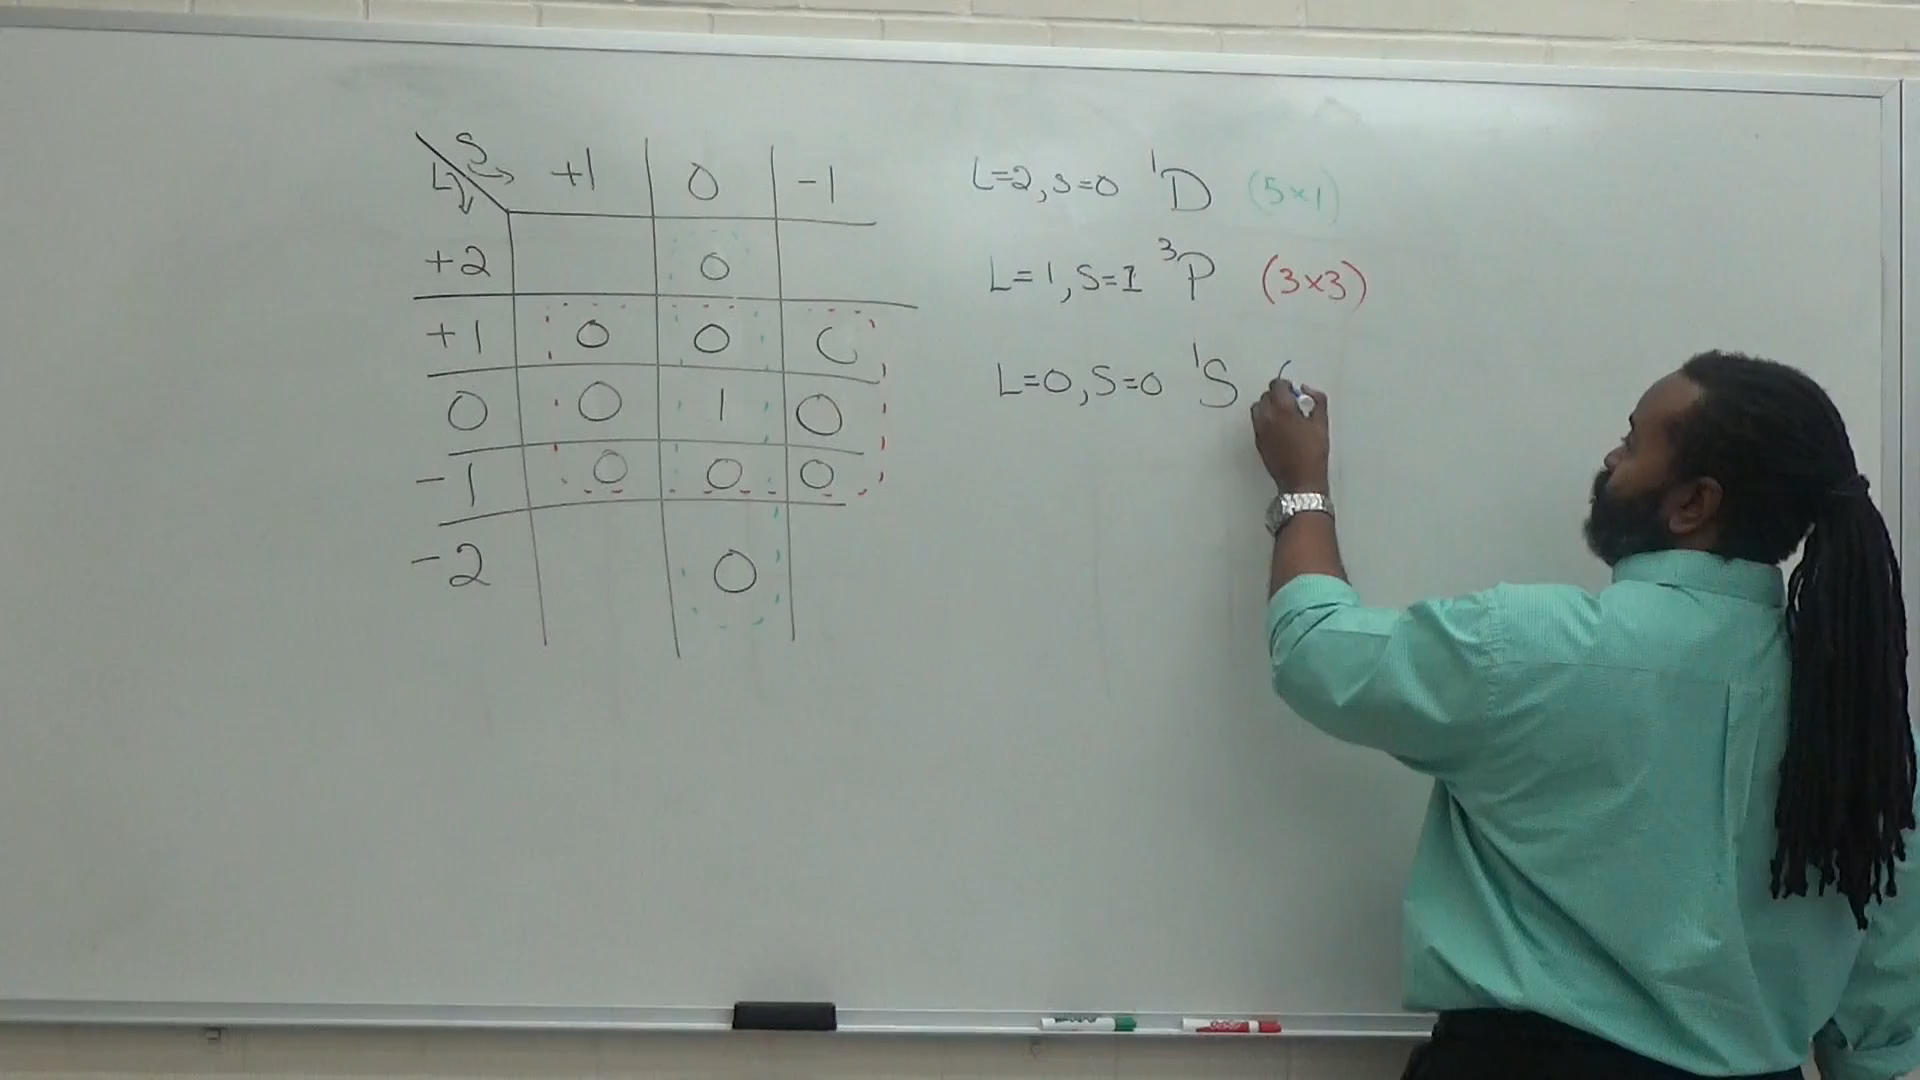 S
L +1 0 -1
+2 0
+1 0 0 0
0 0 1 0
-1 0 0 0
-2 0
L=2, S=0 ¹D (5×1)
L=1, S=1 ³P (3×3)
L=0, S=0 ¹S (